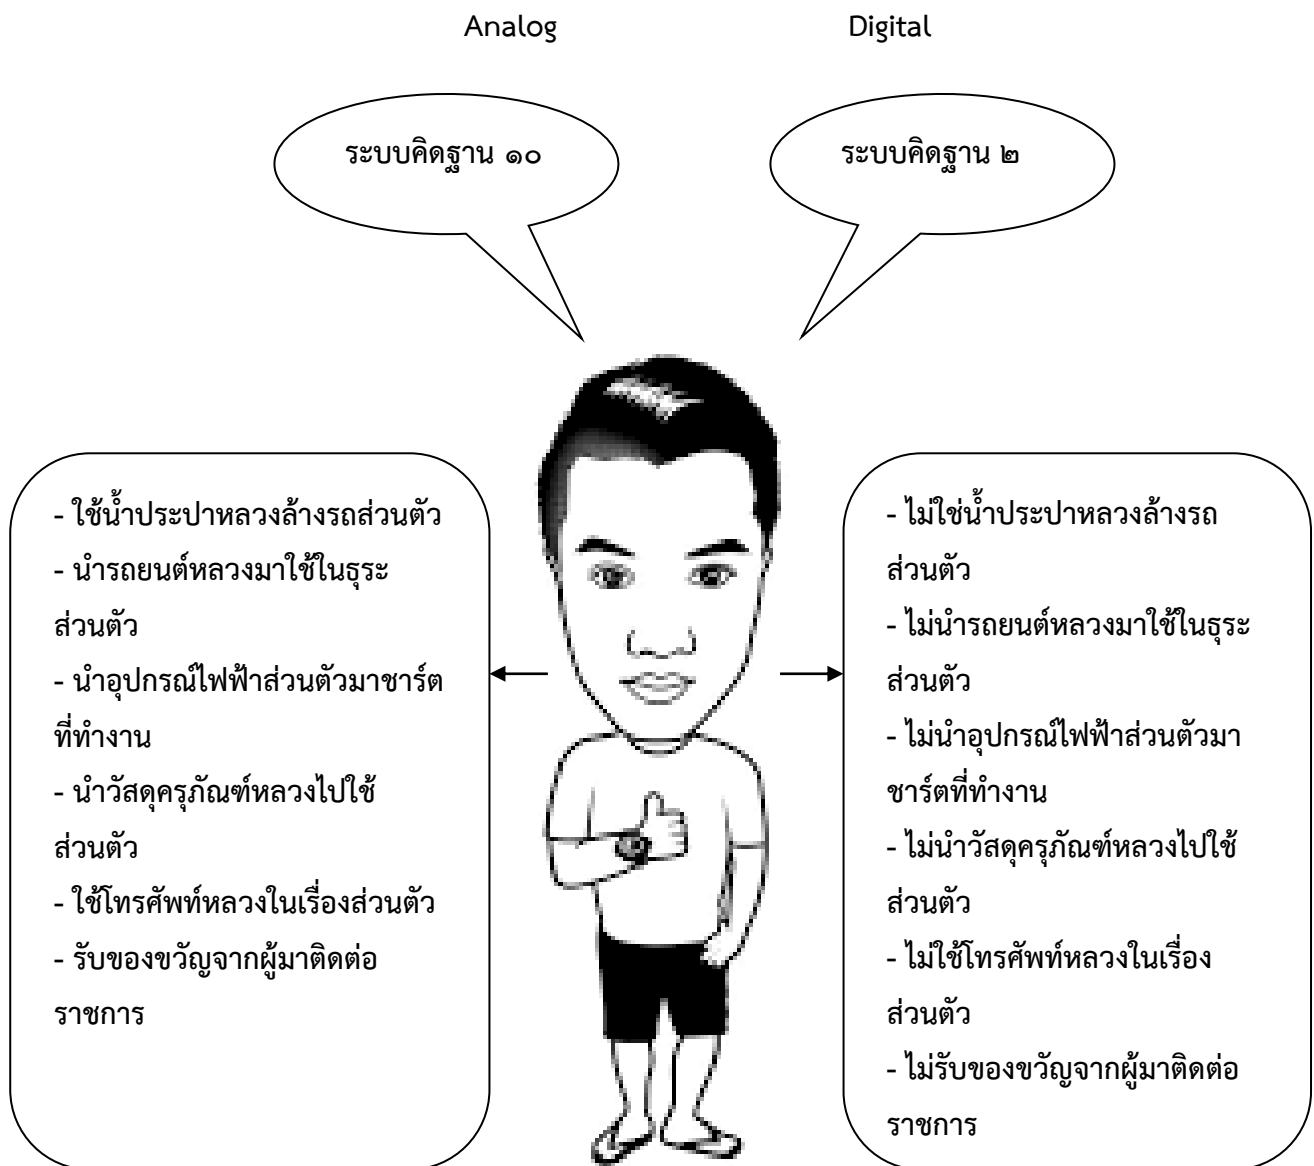 Analog
Digital
ระบบคิดฐาน ๑๐
ระบบคิดฐาน ๒
- ใช้น้ำประปาหลวงล้างรถส่วนตัว
- นำรถยนต์หลวงมาใช้ในธุระ
ส่วนตัว
- นำอุปกรณ์ไฟฟ้าส่วนตัวมาชาร์ต
ที่ทำงาน
- นำวัสดุครุภัณฑ์หลวงไปใช้
ส่วนตัว
- ใช้โทรศัพท์หลวงในเรื่องส่วนตัว
- รับของขวัญจากผู้มาติดต่อ
ราชการ
- ไม่ใช่น้ำประปาหลวงล้างรถ
ส่วนตัว
- ไม่นำรถยนต์หลวงมาใช้ในธุระ
ส่วนตัว
- ไม่นำอุปกรณ์ไฟฟ้าส่วนตัวมา
ชาร์ตที่ทำงาน
- ไม่นำวัสดุครุภัณฑ์หลวงไปใช้
ส่วนตัว
- ไม่ใช้โทรศัพท์หลวงในเรื่อง
ส่วนตัว
- ไม่รับของขวัญจากผู้มาติดต่อ
ราชการ